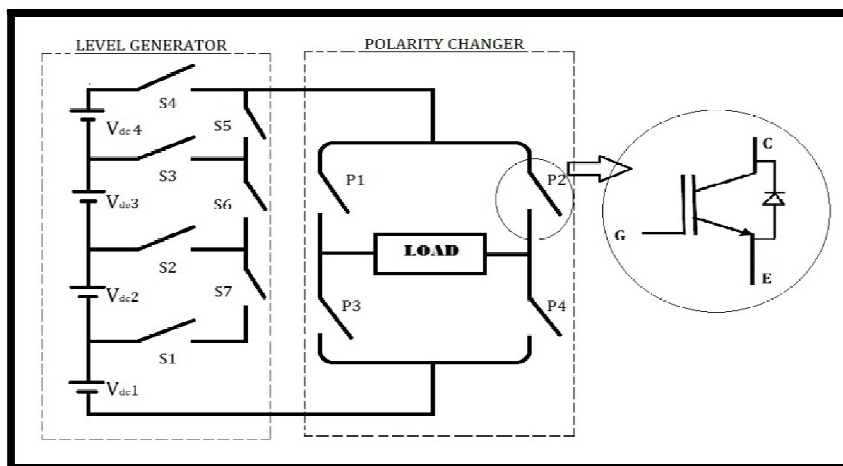 LEVEL GENERATOR
POLARITY CHANGER
S4
Vdc4
S5
S3
Vdc3
S6
S2
Vdc2
S7
S1
Vdc1
P1
P2
LOAD
P3
P4
C
G
E